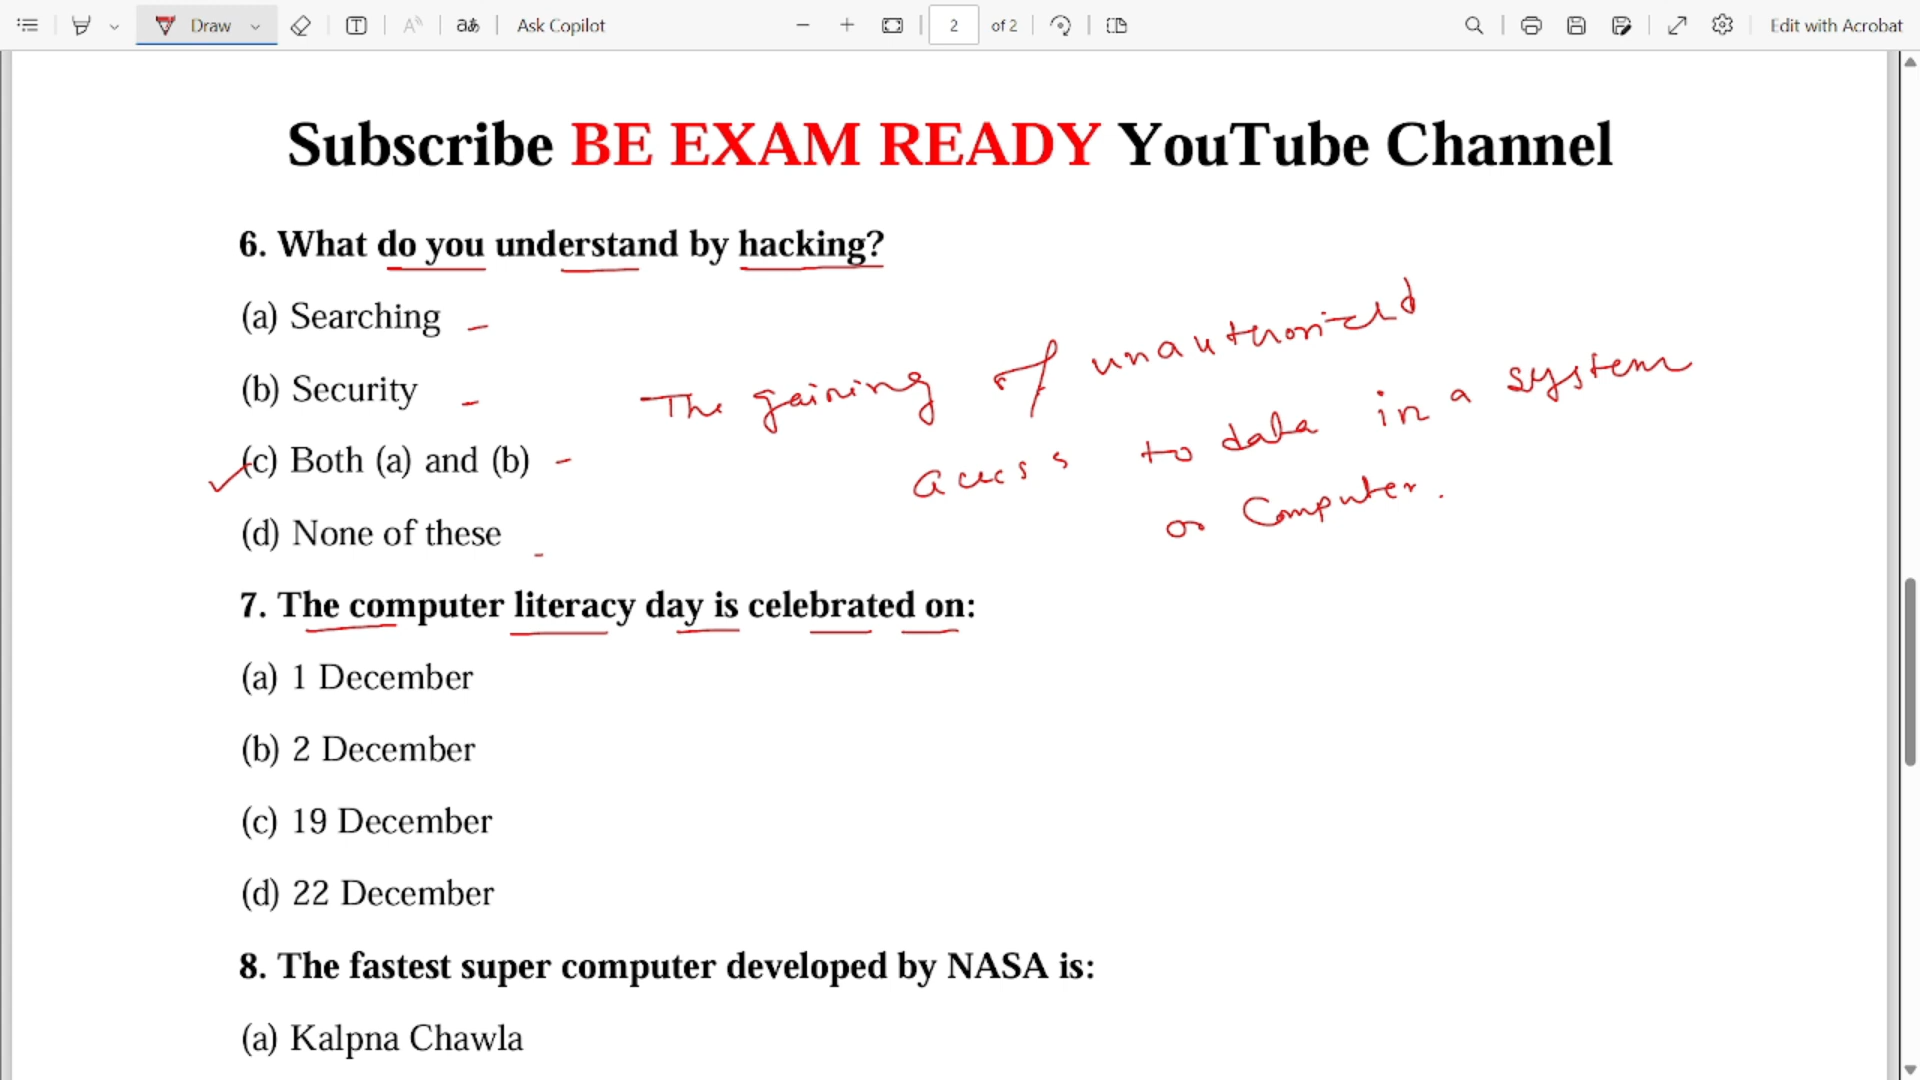 Draw
Ask Copilot
2 of 2
Edit with Acrobat
Subscribe BE EXAM READY YouTube Channel
6. What do you understand by hacking?
(a) Searching
(b) Security
(c) Both (a) and (b)
(d) None of these
The gaining of unauthorized
access to data in a system
or Computer.
7. The computer literacy day is celebrated on:
(a) 1 December
(b) 2 December
(c) 19 December
(d) 22 December
8. The fastest super computer developed by NASA is:
(a) Kalpna Chawla